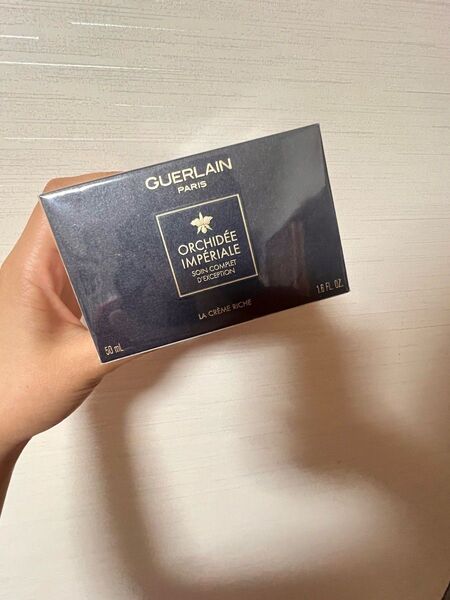 GUERLAIN
PARIS
ORCHIDÉE
IMPÉRIALE
SOIN COMPLET
D'EXCEPTION
LA CRÈME RICHE
50 mL
1.6 FL. OZ.